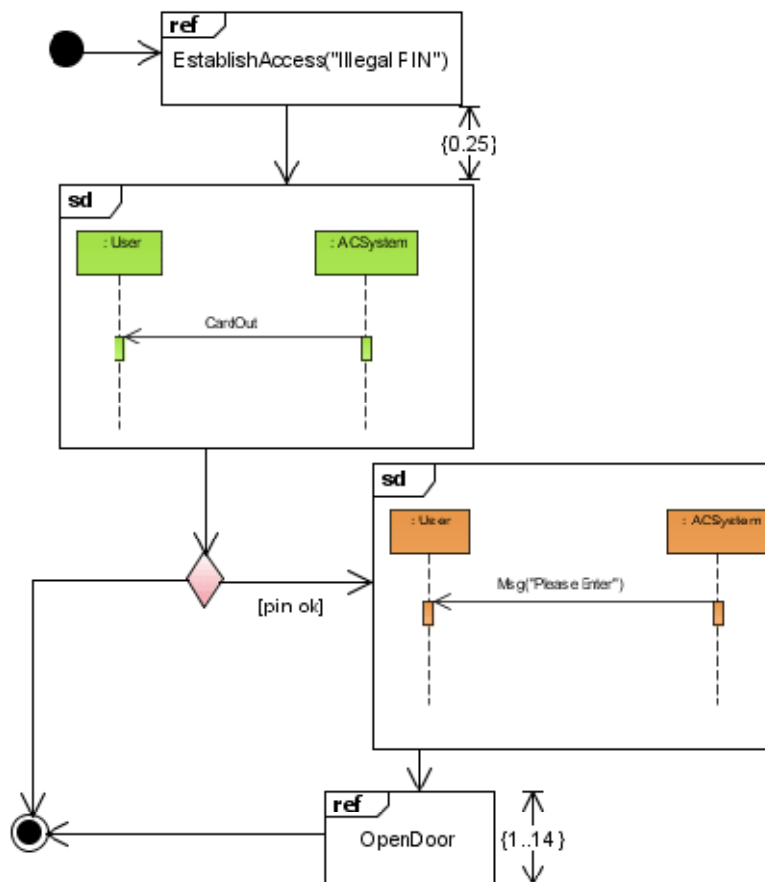 ref
EstablishAccess("Illegal PIN")
{0.25}
sd
: User
: ACSystem
CardOut
sd
: User
: ACSystem
Msg("Please Enter")
[pin ok]
ref
OpenDoor
{1..14}